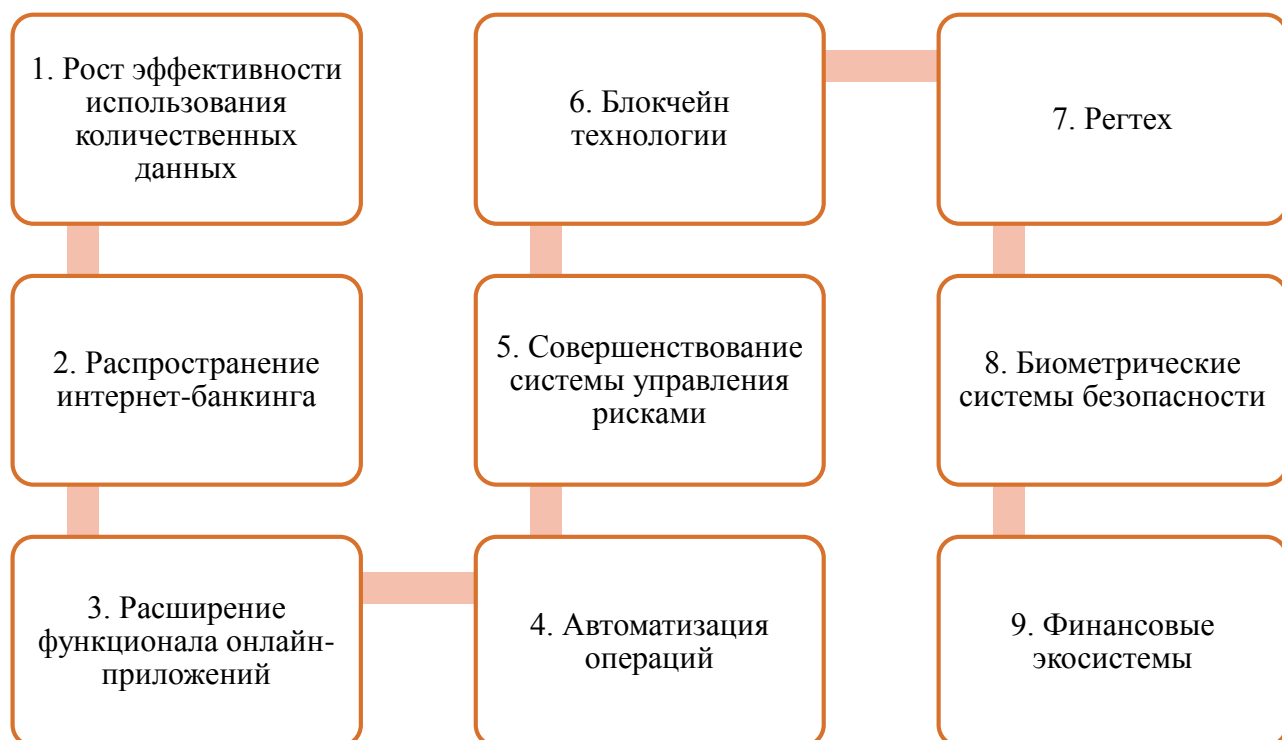 1. Рост эффективности
использования
количественных
данных
2. Распространение
интернет-банкинга
3. Расширение
функционала онлайн-
приложений
4. Автоматизация
операций
5. Совершенствование
системы управления
рисками
6. Блокчейн
технологии
7. Регтех
8. Биометрические
системы безопасности
9. Финансовые
экосистемы